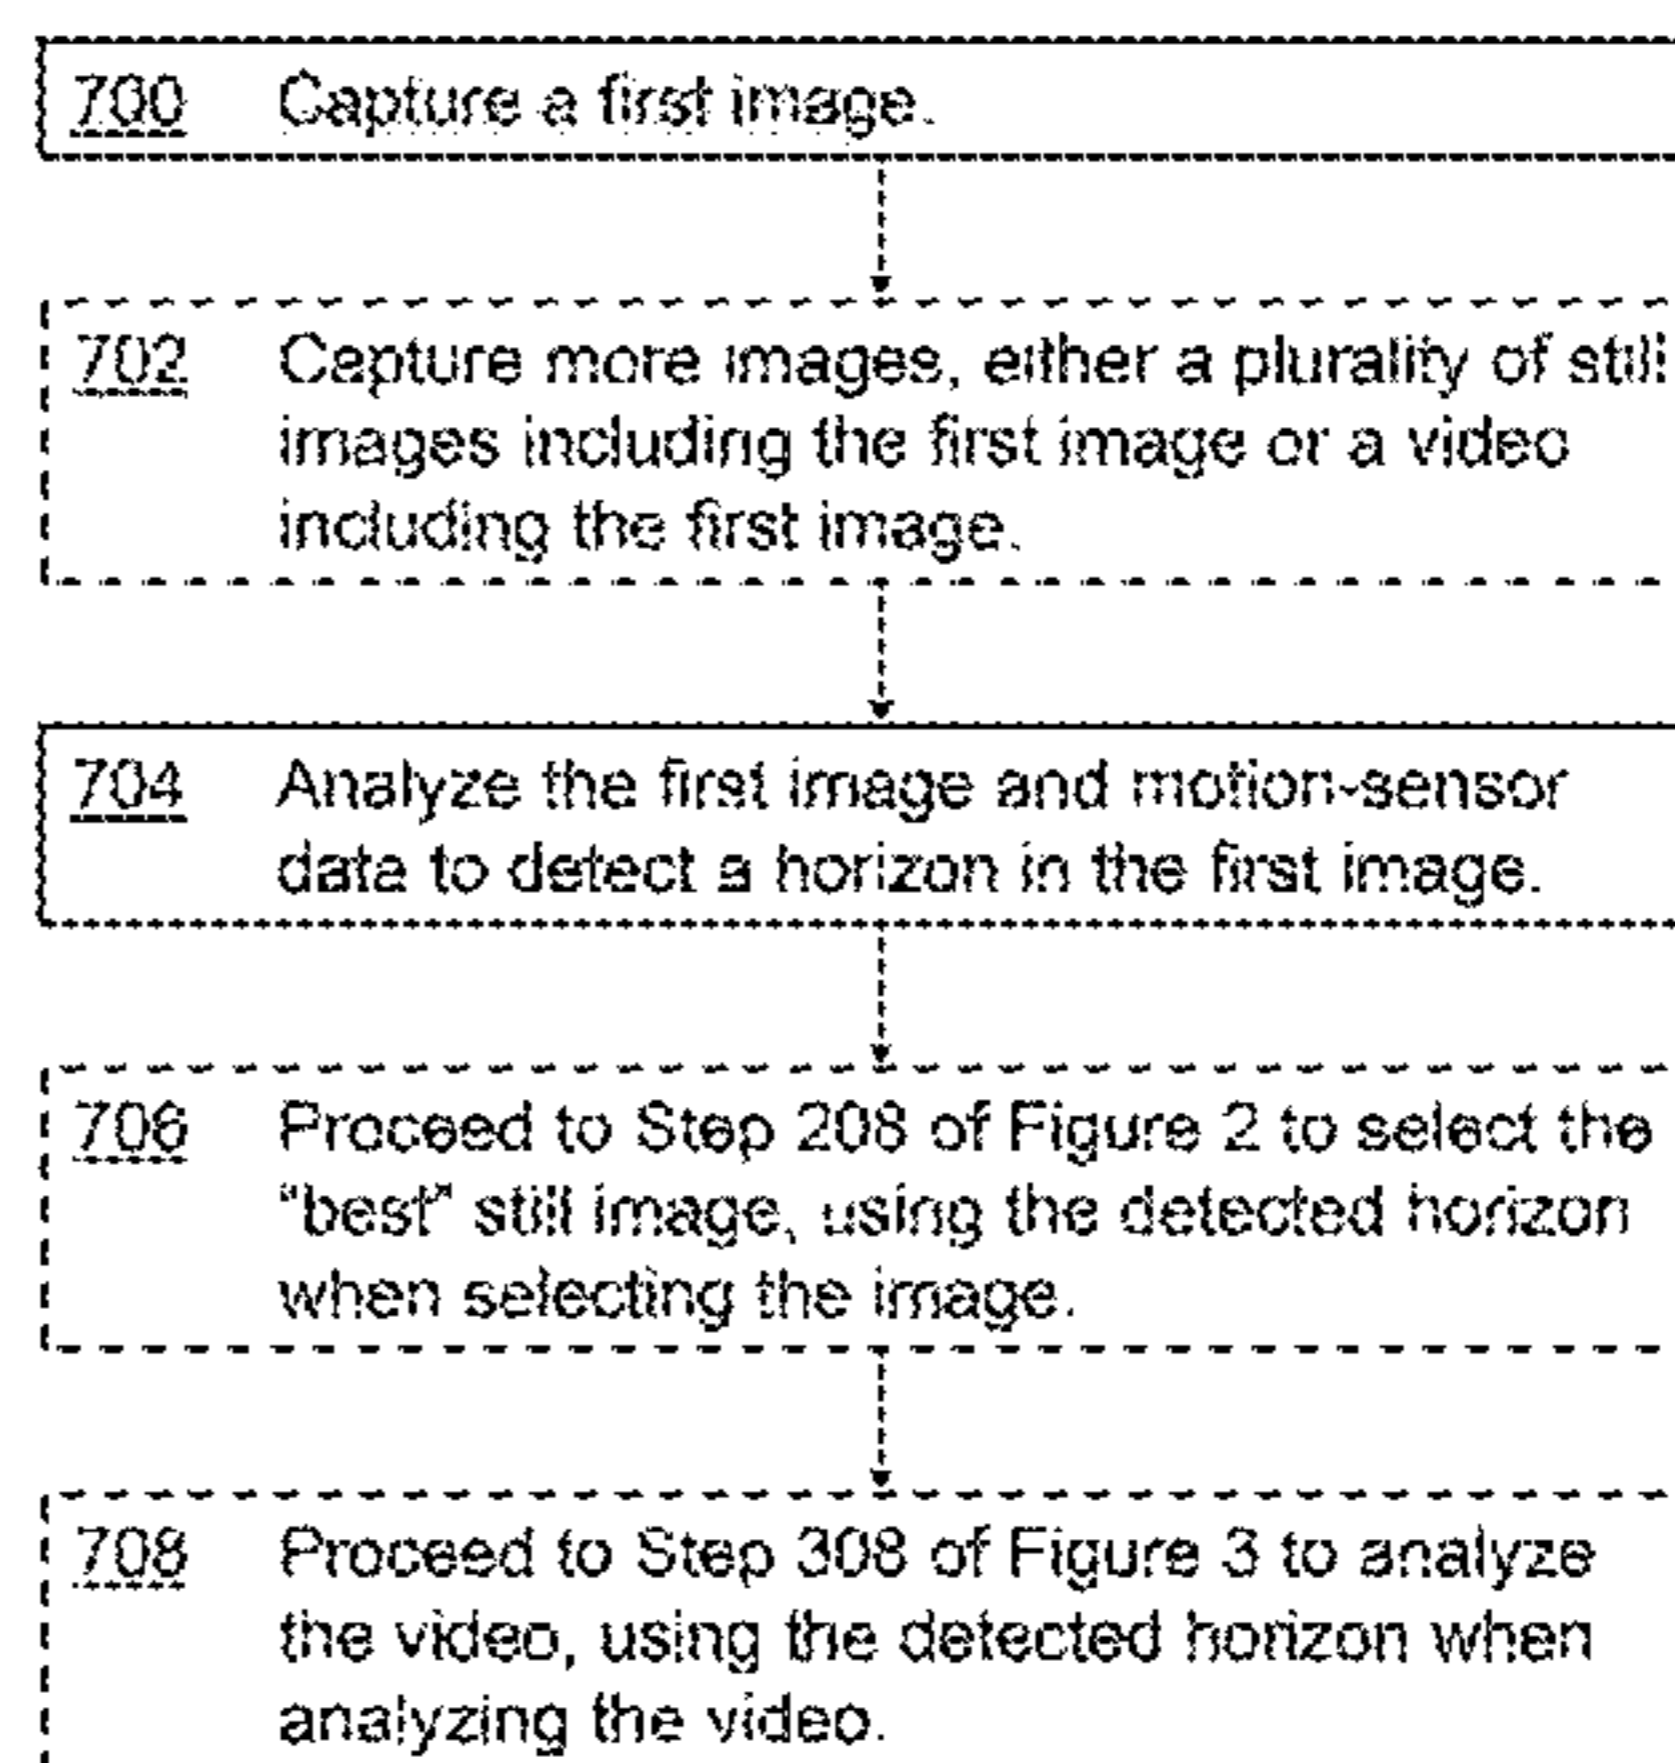 700 Capture a first image.
702 Capture more images, either a plurality of still
images including the first image or a video
including the first image.
704 Analyze the first image and motion-sensor
data to detect a horizon in the first image.
706 Proceed to Step 208 of Figure 2 to select the
“best” still image, using the detected horizon
when selecting the image.
708 Proceed to Step 308 of Figure 3 to analyze
the video, using the detected horizon when
analyzing the video.